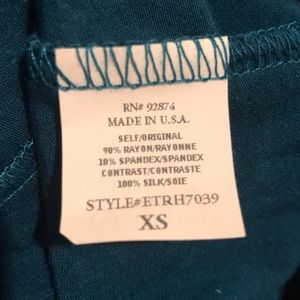 RN# 92874
MADE IN U.S.A.
SELF/ORIGINAL
90% RAYON/RAYONNE
10% SPANDEX/SPANDEX
CONTRAST/CONTRASTE
100% SILK/SOIE
STYLE#ETRH7039
XS